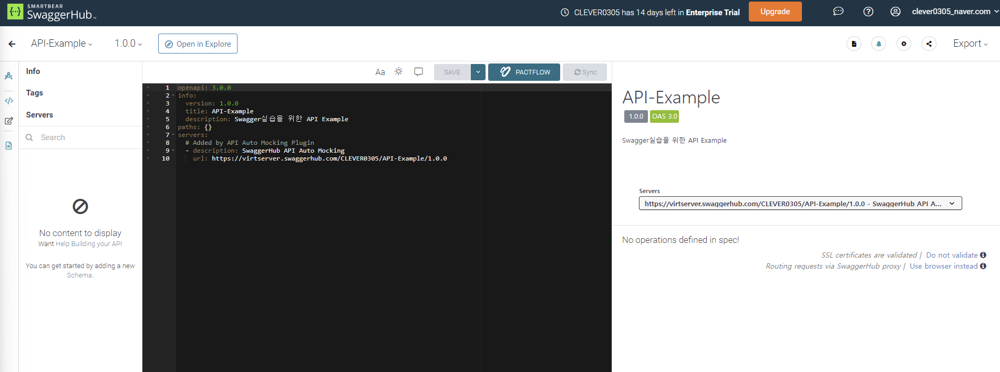 SMARTBEAR
SwaggerHub™
CLEVER0305 has 14 days left in Enterprise Trial
Upgrade
clever0305_naver.com
API-Example
1.0.0
Open in Explore
Export
Info
Tags
Servers
Search
No content to display
Want Help Building your API
You can get started by adding a new
Schema.
Aa
SAVE
PACTFLOW
Sync
1 openapi: 3.0.0
2 info:
3   version: 1.0.0
4   title: API-Example
5   description: Swagger실습을 위한 API Example
6 paths: {}
7 servers:
8   # Added by API Auto Mocking Plugin
9   - description: SwaggerHub API Auto Mocking
10     url: https://virtserver.swaggerhub.com/CLEVER0305/API-Example/1.0.0
API-Example
1.0.0 OAS 3.0
Swagger실습을 위한 API Example
Servers
https://virtserver.swaggerhub.com/CLEVER0305/API-Example/1.0.0 - SwaggerHub API A...
No operations defined in spec!
SSL certificates are validated | Do not validate
Routing requests via SwaggerHub proxy | Use browser instead